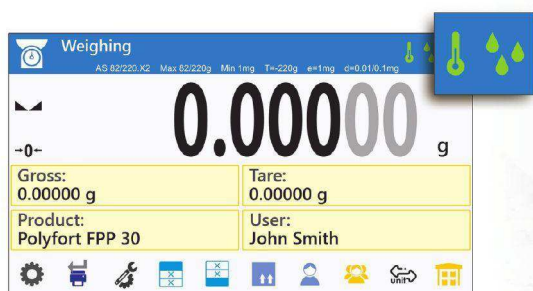 Weighing
AS 82/220.X2 Max 82/220g Min 1mg T=-220g e=1mg d=0.01/0.1mg
0.00000 g
→0←
Gross:
0.00000 g
Tare:
0.00000 g
Product:
Polyfort FPP 30
User:
John Smith
unit